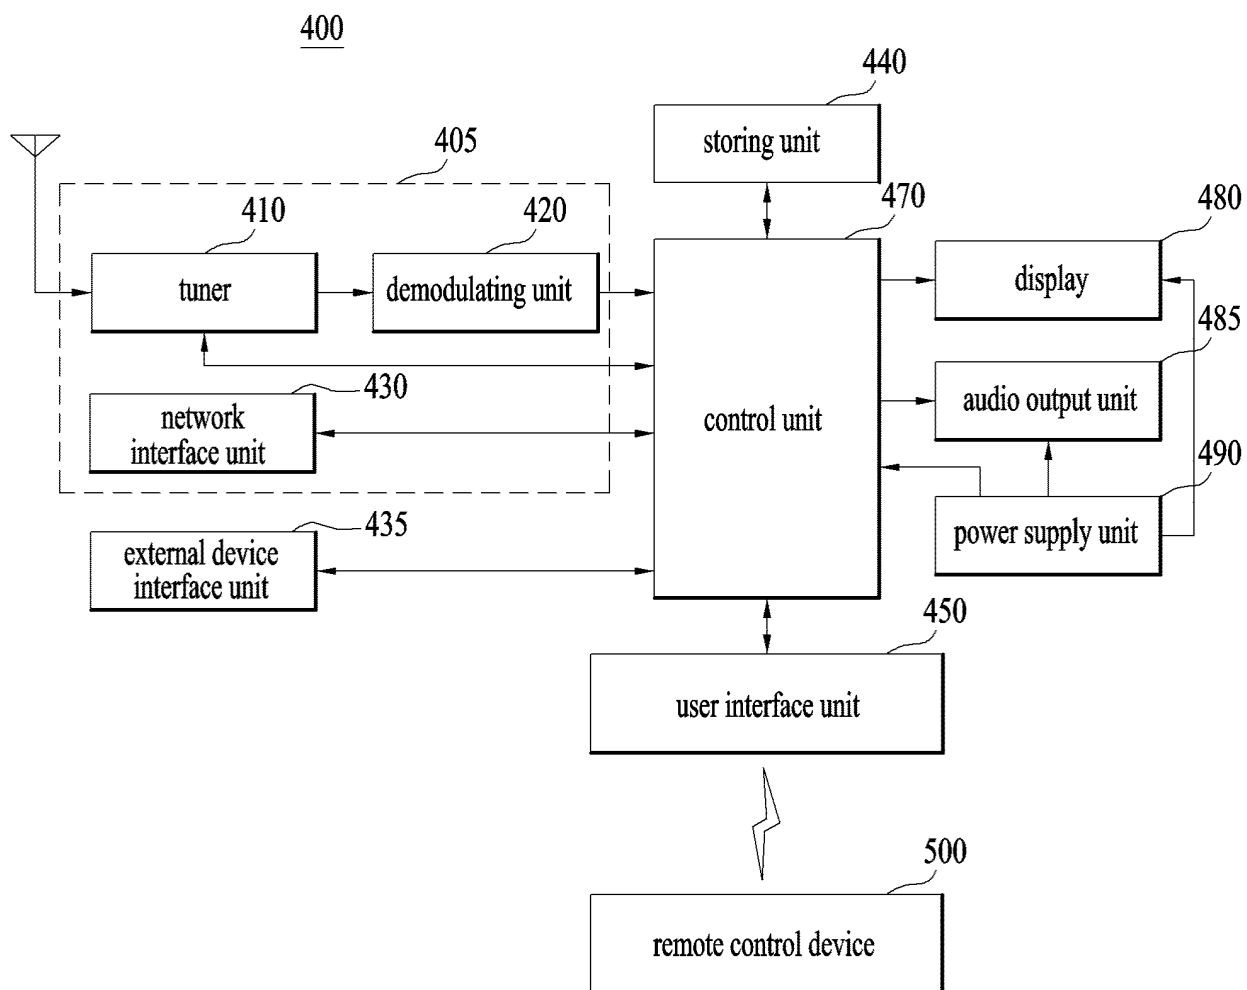 400
440
storing unit
405
410
tuner
420
demodulating unit
470
control unit
480
display
485
audio output unit
430
network
interface unit
490
power supply unit
435
external device
interface unit
450
user interface unit
500
remote control device